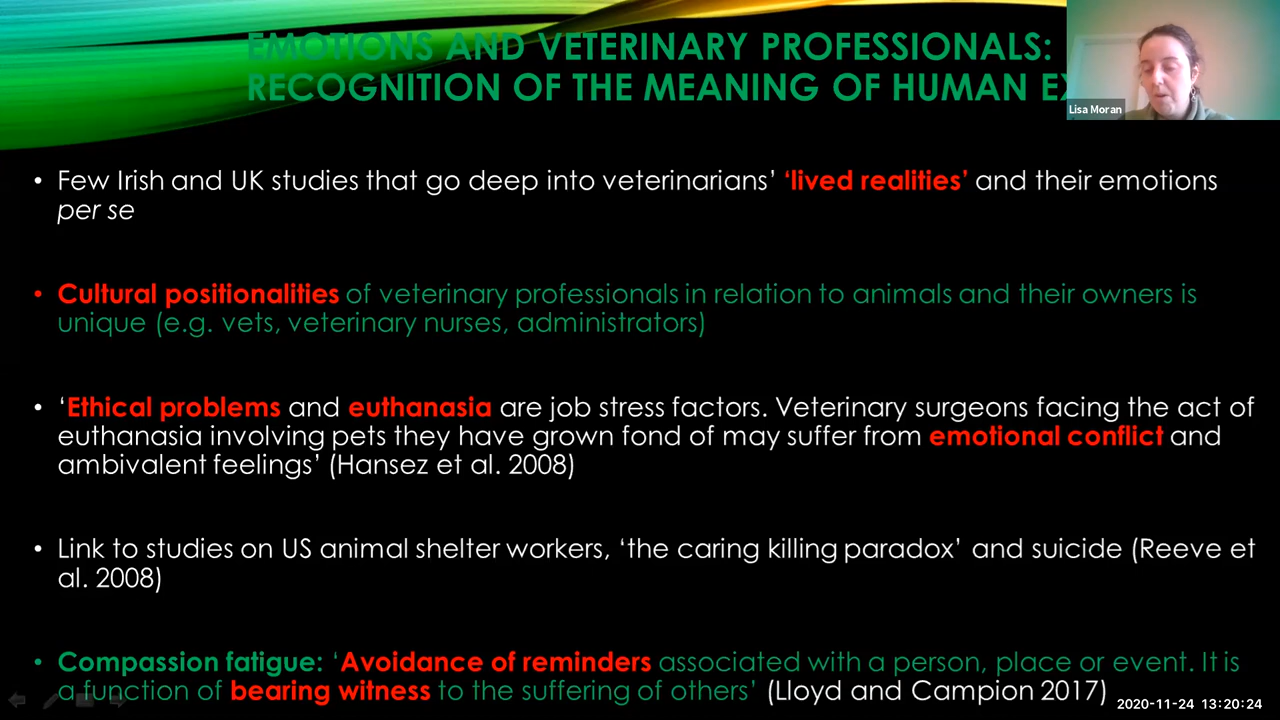 EMOTIONS AND VETERINARY PROFESSIONALS:
RECOGNITION OF THE MEANING OF HUMAN
Lisa Moran
• Few Irish and UK studies that go deep into veterinarians’ ‘lived realities’ and their emotions
per se
• Cultural positionalities of veterinary professionals in relation to animals and their owners is
unique (e.g. vets, veterinary nurses, administrators)
• ‘Ethical problems and euthanasia are job stress factors. Veterinary surgeons facing the act of
euthanasia involving pets they have grown fond of may suffer from emotional conflict and
ambivalent feelings’ (Hansez et al. 2008)
• Link to studies on US animal shelter workers, ‘the caring killing paradox’ and suicide (Reeve et
al. 2008)
• Compassion fatigue: ‘Avoidance of reminders associated with a person, place or event. It is
a function of bearing witness to the suffering of others’ (Lloyd and Campion 2017)
2020-11-24 13:20:24